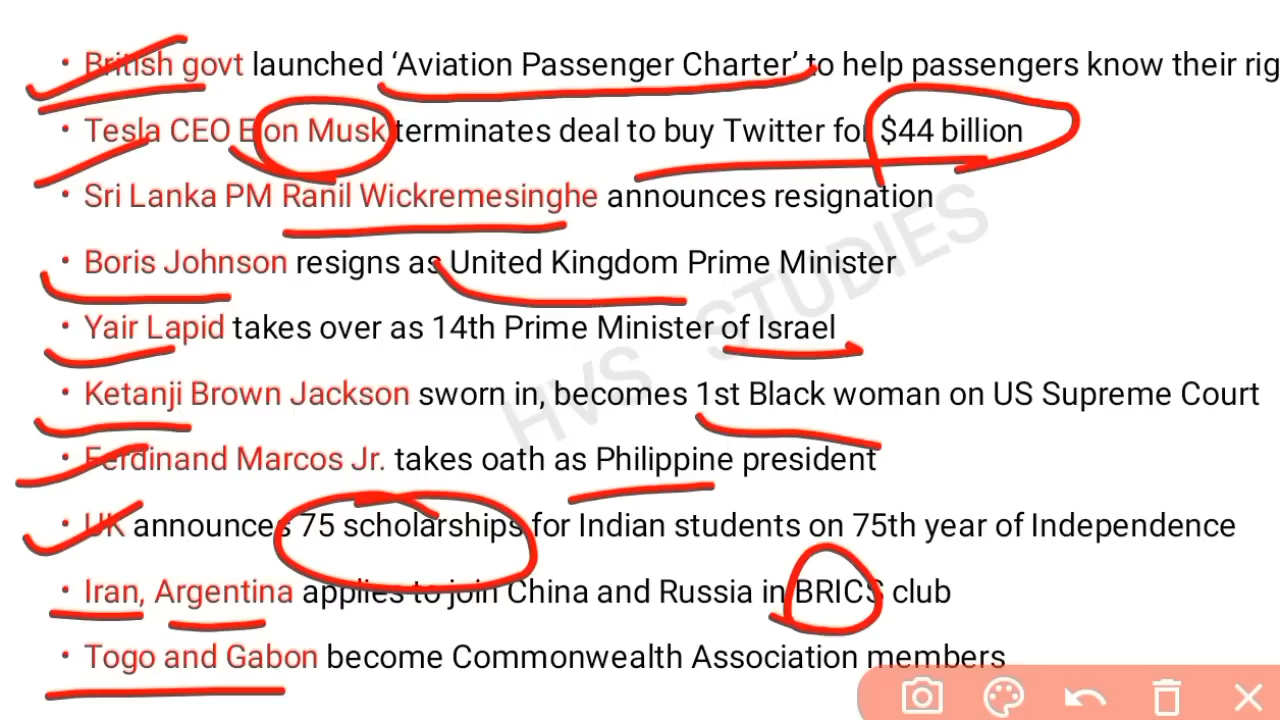 • British govt launched ‘Aviation Passenger Charter’ to help passengers know their rig
• Tesla CEO Elon Musk terminates deal to buy Twitter for $44 billion
• Sri Lanka PM Ranil Wickremesinghe announces resignation
• Boris Johnson resigns as United Kingdom Prime Minister
• Yair Lapid takes over as 14th Prime Minister of Israel
• Ketanji Brown Jackson sworn in, becomes 1st Black woman on US Supreme Court
• Ferdinand Marcos Jr. takes oath as Philippine president
• UK announces 75 scholarships for Indian students on 75th year of Independence
• Iran, Argentina applies to join China and Russia in BRICS club
• Togo and Gabon become Commonwealth Association members
HVS STUDIES